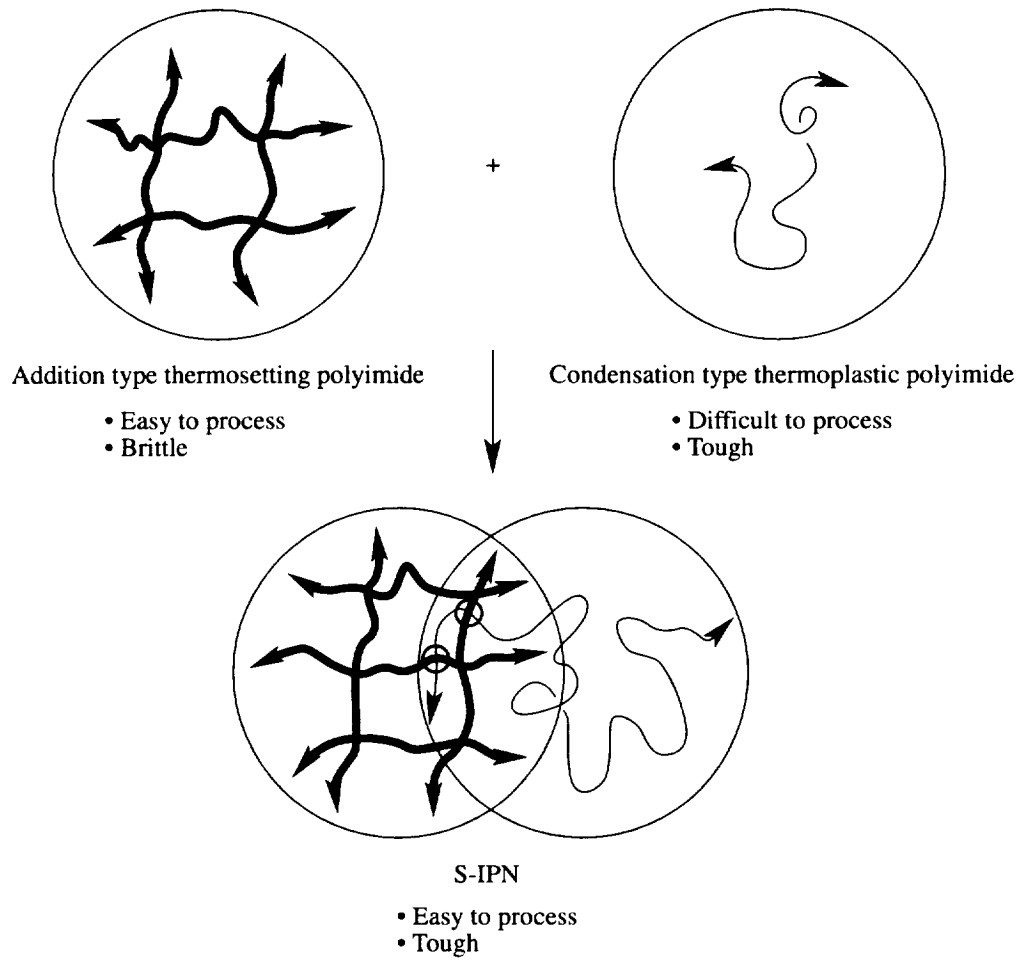 +
Addition type thermosetting polyimide
• Easy to process
• Brittle
Condensation type thermoplastic polyimide
• Difficult to process
• Tough
S-IPN
• Easy to process
• Tough